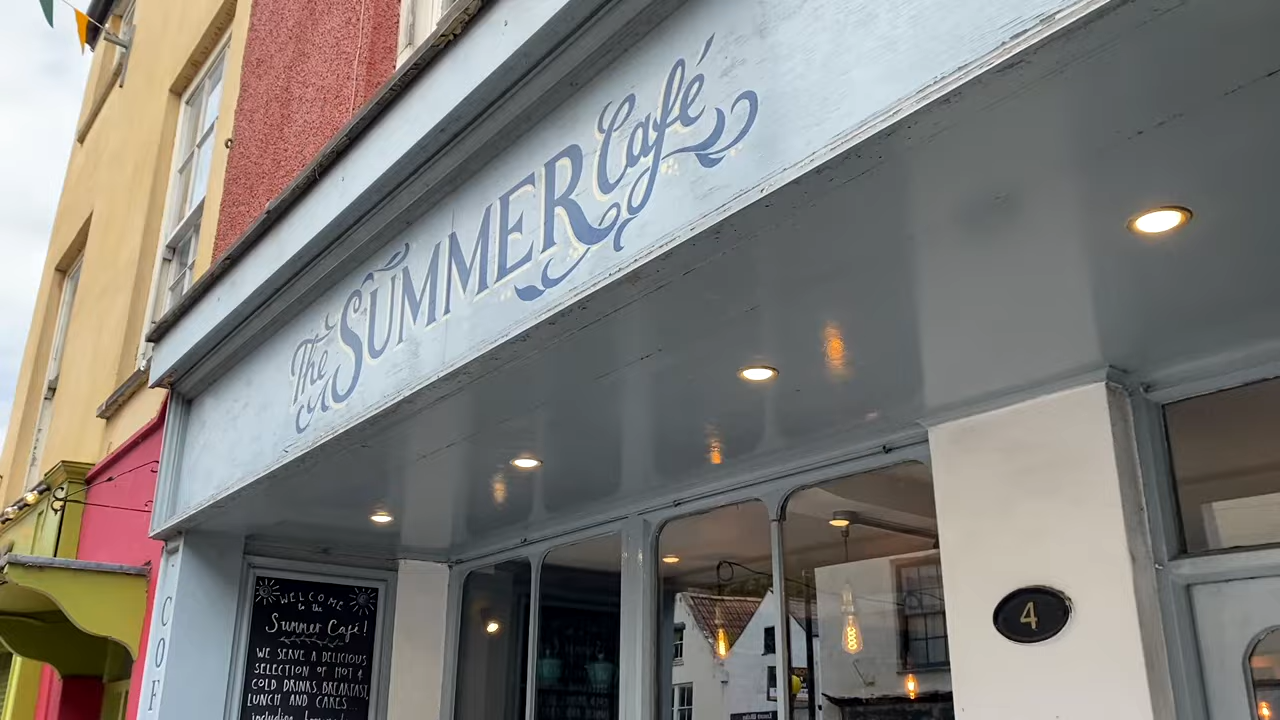 The SUMMER Café
COF
WELCOME
to the
Summer Café!
WE SERVE A DELICIOUS
SELECTION OF HOT &
COLD DRINKS, BREAKFAST,
LUNCH AND CAKES...
including
4